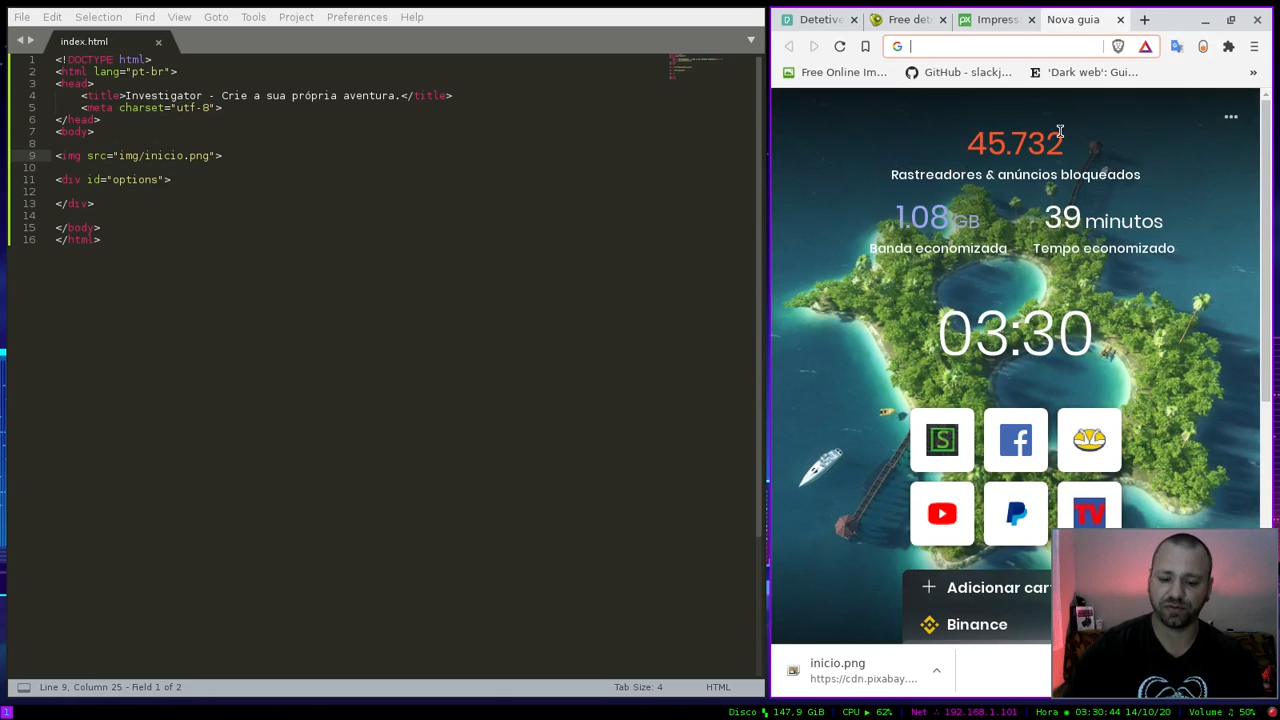 File Edit Selection Find View Goto Tools Project Preferences Help
index.html
1 <!DOCTYPE html>
2 <html lang="pt-br">
3 <head>
4 <title>Investigator - Crie a sua própria aventura.</title>
5 <meta charset="utf-8">
6 </head>
7 <body>
8
9 <img src="img/inicio.png">
10
11 <div id="options">
12
13 </div>
14
15 </body>
16 </html>
Line 9, Column 25 - Field 1 of 2 Tab Size: 4 HTML
Detetive Free det Impress Nova guia
Free Online Im... GitHub - slackj... 'Dark web': Gui... »
45.732
Rastreadores & anúncios bloqueados
1.08 GB 39 minutos
Banda economizada Tempo economizado
03:30
S
TV
Adicionar car
Binance
inicio.png
https://cdn.pixabay....
1 Disco 147,9 GiB CPU 62% Net 192.168.1.101 Hora 03:30:44 14/10/20 Volume 50%